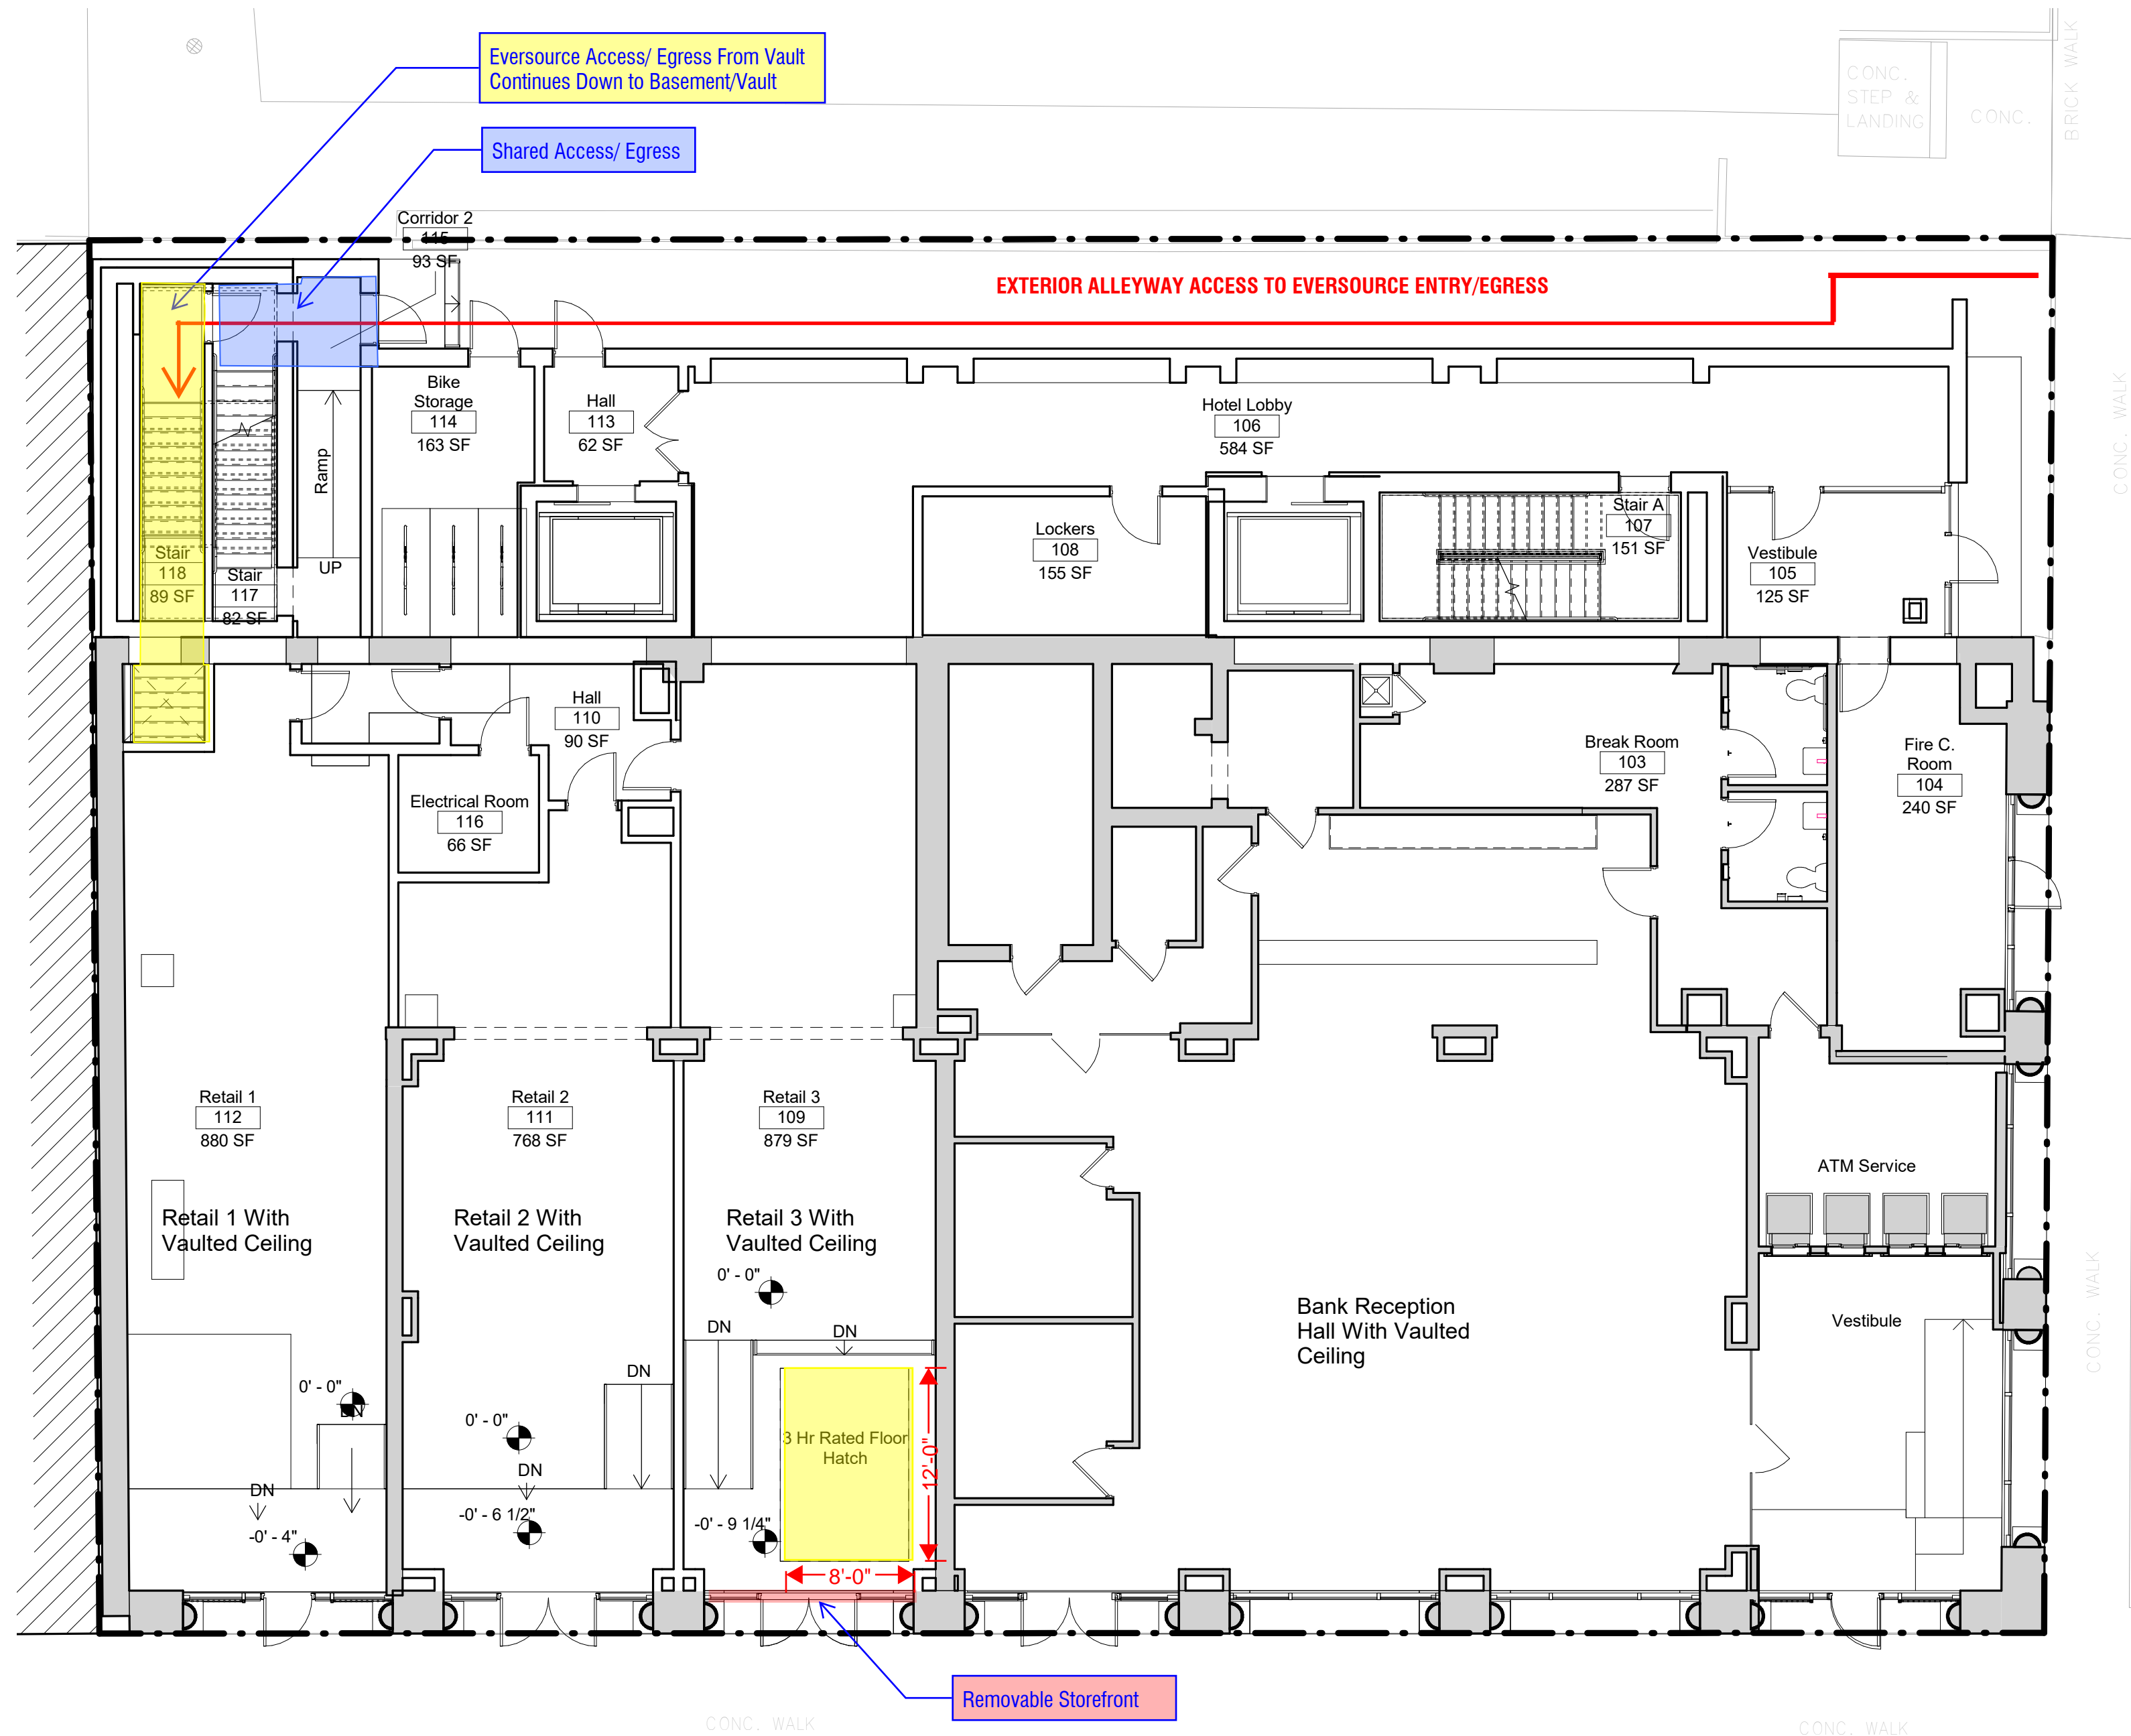 Eversource Access/ Egress From Vault
Continues Down to Basement/Vault
Shared Access/ Egress
CONC.
STEP &
LANDING
CONC.
BRICK WALK
Corridor 2
115
93 SF
EXTERIOR ALLEYWAY ACCESS TO EVERSOURCE ENTRY/EGRESS
CONC. WALK
Bike
Storage
114
163 SF
Hall
113
62 SF
Hotel Lobby
106
584 SF
Ramp
UP
Stair
118
89 SF
Stair
117
82 SF
Lockers
108
155 SF
Stair A
107
151 SF
Vestibule
105
125 SF
Hall
110
90 SF
Electrical Room
116
66 SF
Break Room
103
287 SF
Fire C.
Room
104
240 SF
Retail 1
112
880 SF
Retail 2
111
768 SF
Retail 3
109
879 SF
ATM Service
Retail 1 With
Vaulted Ceiling
Retail 2 With
Vaulted Ceiling
Retail 3 With
Vaulted Ceiling
0' - 0"
DN
DN
Bank Reception
Hall With Vaulted
Ceiling
Vestibule
CONC. WALK
0' - 0"
DN
DN
0' - 0"
DN
3 Hr Rated Floor
Hatch
12'-0"
DN
-0' - 4"
-0' - 6 1/2"
-0' - 9 1/4"
8'-0"
Removable Storefront
CONC. WALK
CONC. WALK